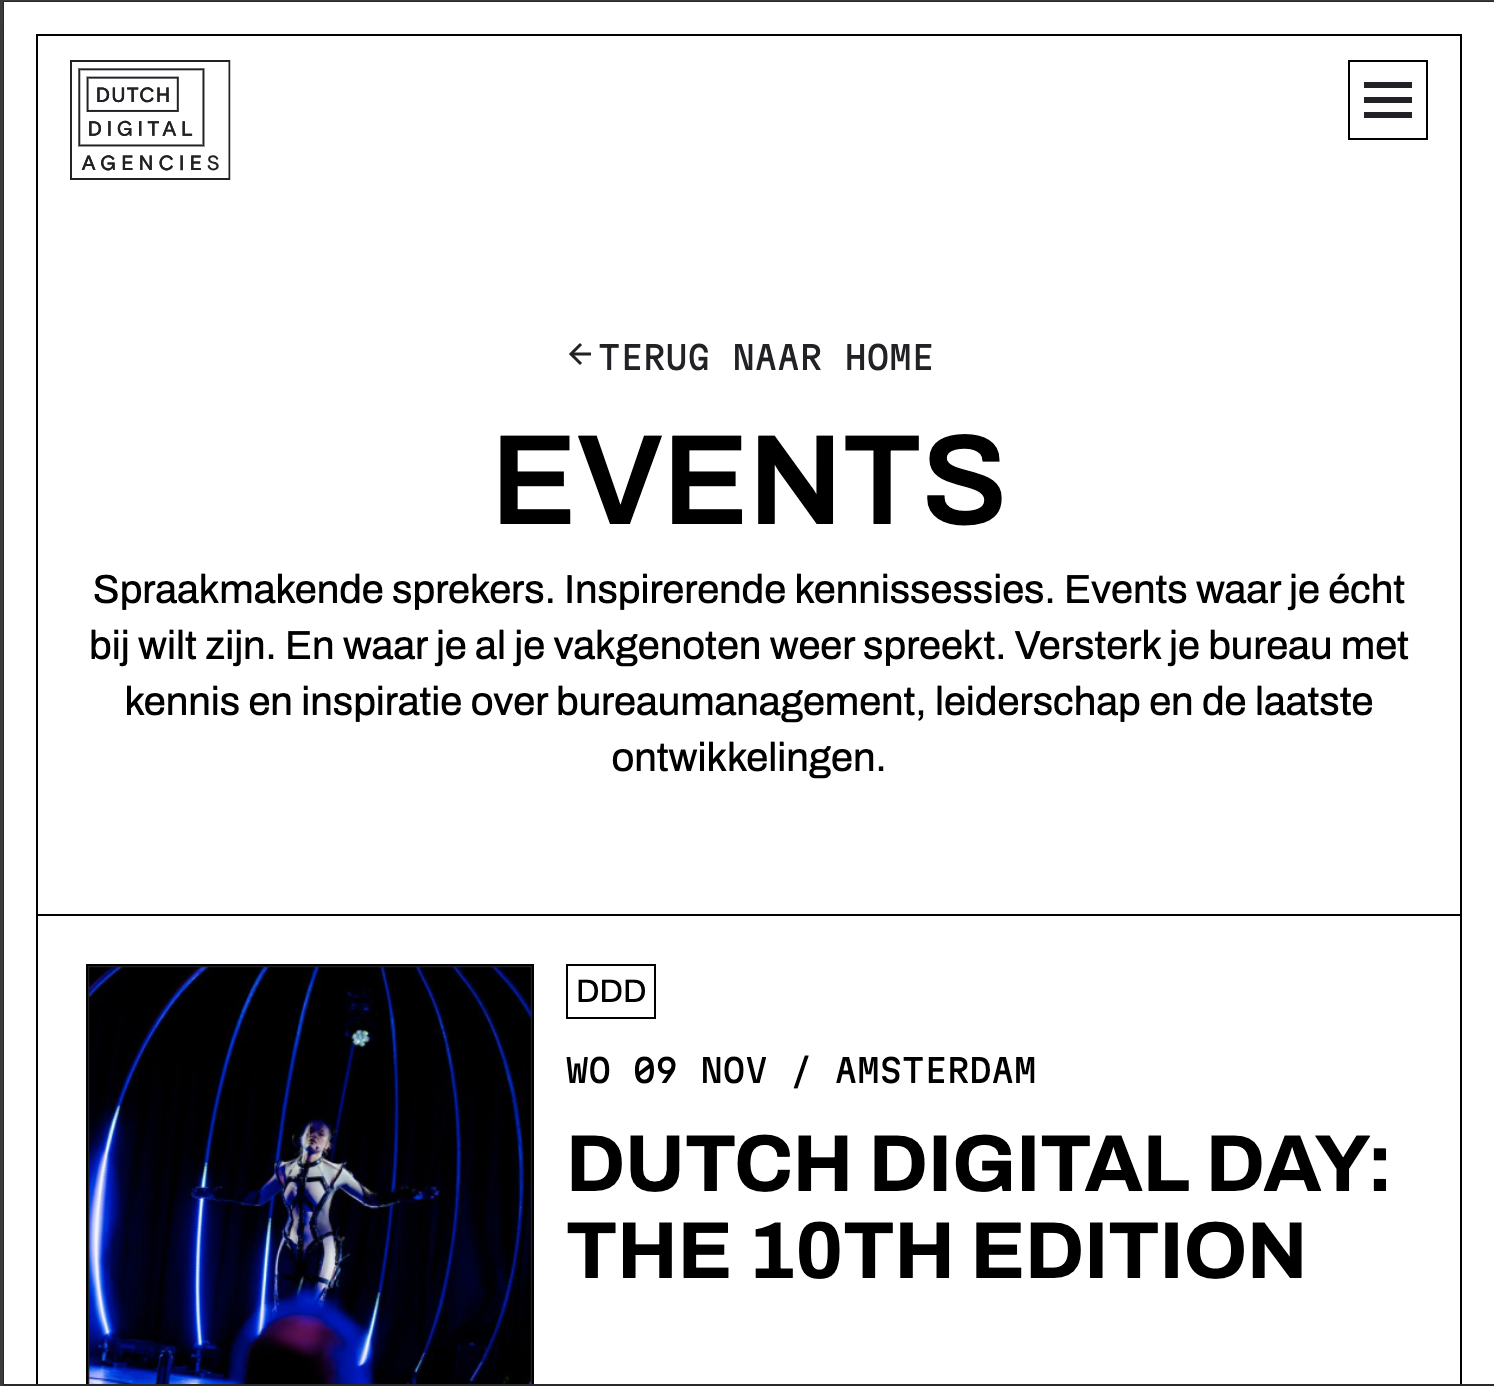 DUTCH
DIGITAL
AGENCIES
←TERUG NAAR HOME
EVENTS
Spraakmakende sprekers. Inspirerende kennissessies. Events waar je écht
bij wilt zijn. En waar je al je vakgenoten weer spreekt. Versterk je bureau met
kennis en inspiratie over bureaumanagement, leiderschap en de laatste
ontwikkelingen.
DDD
WO 09 NOV / AMSTERDAM
DUTCH DIGITAL DAY:
THE 10TH EDITION